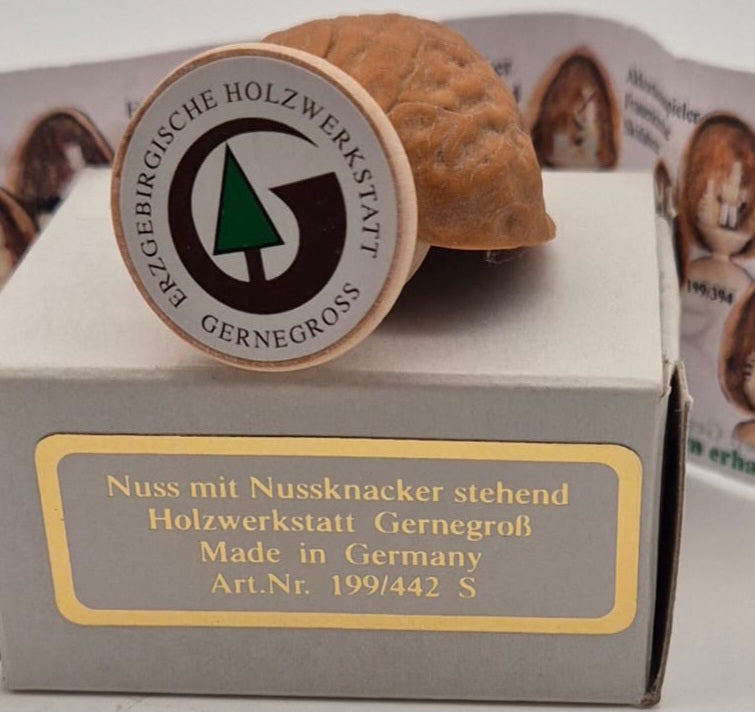 ERZGEBIRGISCHE HOLZWERKSTATT
GERNEGROSS
Nuss mit Nussknacker stehend
Holzwerkstatt Gernegroß
Made in Germany
Art.Nr. 199/442 S
199/394